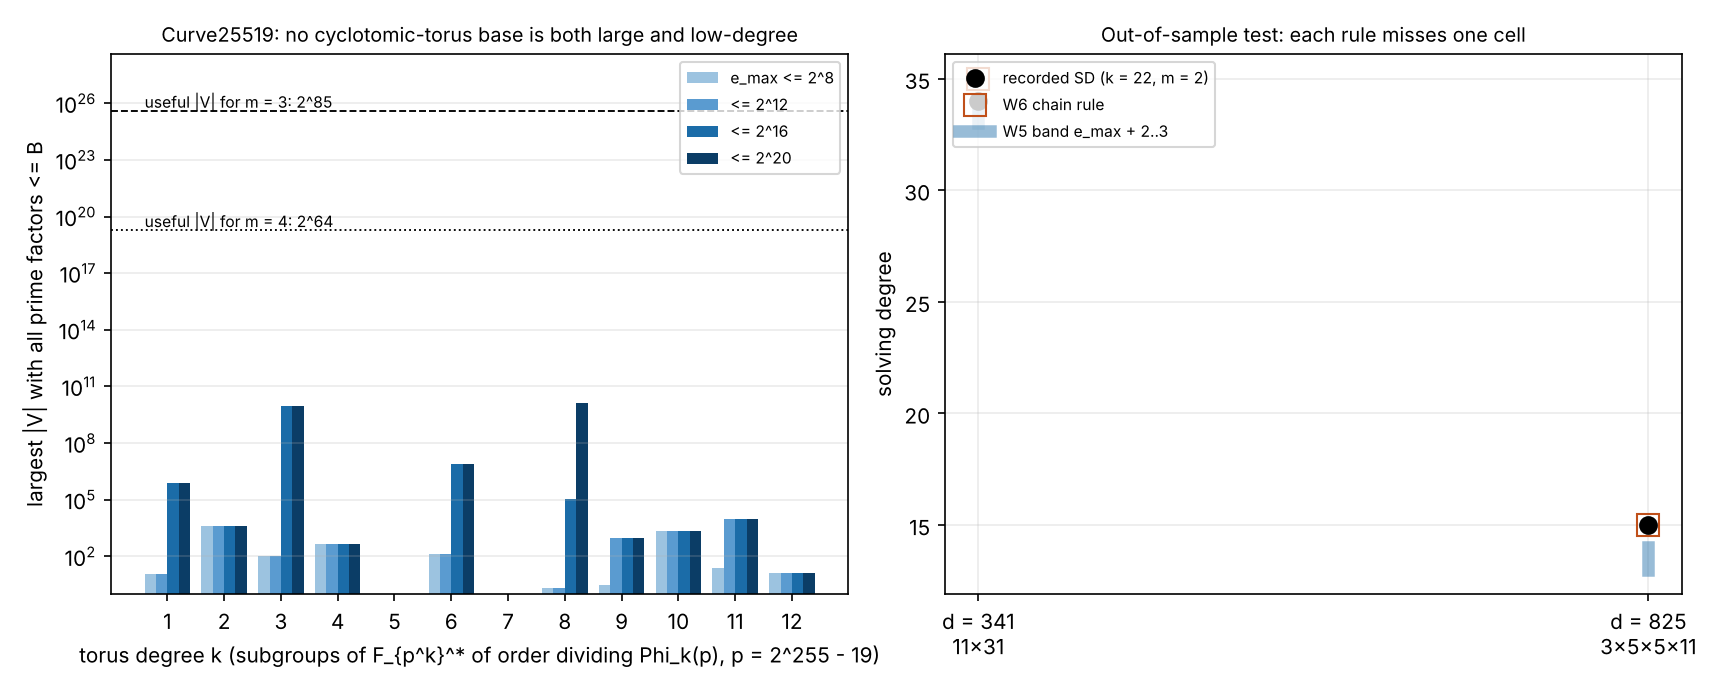 Curve25519: no cyclotomic-torus base is both large and low-degree
largest |V| with all prime factors <= B
10^26
10^23
10^20
10^17
10^14
10^11
10^8
10^5
10^2
useful |V| for m = 3: 2^85
useful |V| for m = 4: 2^64
e_max <= 2^8
<= 2^12
<= 2^16
<= 2^20
1 2 3 4 5 6 7 8 9 10 11 12
torus degree k (subgroups of F_{p^k}^* of order dividing Phi_k(p), p = 2^255 - 19)
Out-of-sample test: each rule misses one cell
solving degree
35
30
25
20
15
recorded SD (k = 22, m = 2)
W6 chain rule
W5 band e_max + 2..3
d = 341
11×31
d = 825
3×5×5×11